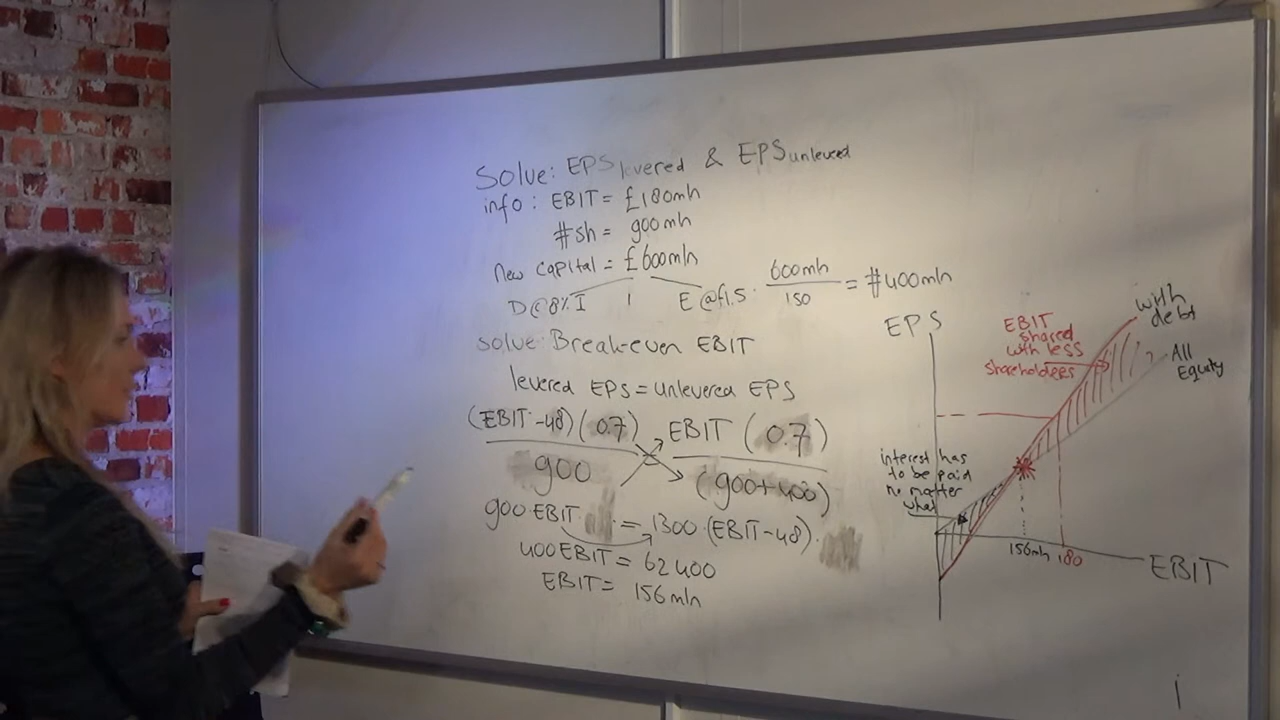 Solve: EPS levered & EPS unlevered
info: EBIT = £180mln
#sh = 900mln
New capital = £600mln
D@8% I E @£1.5. 600mln / 150 = #400mln
solve: Break-even EBIT
levered EPS = unlevered EPS
(EBIT-48)(0.7) EBIT (0.7)
900 (900+400)
900·EBIT = 1300·(EBIT-48).
400EBIT = 62400
EBIT = 156mln
EPS
EBIT
shared
with less
shareholders
with
debt
All
Equity
interest has
to be paid
no matter
what
156mln 180
EBIT